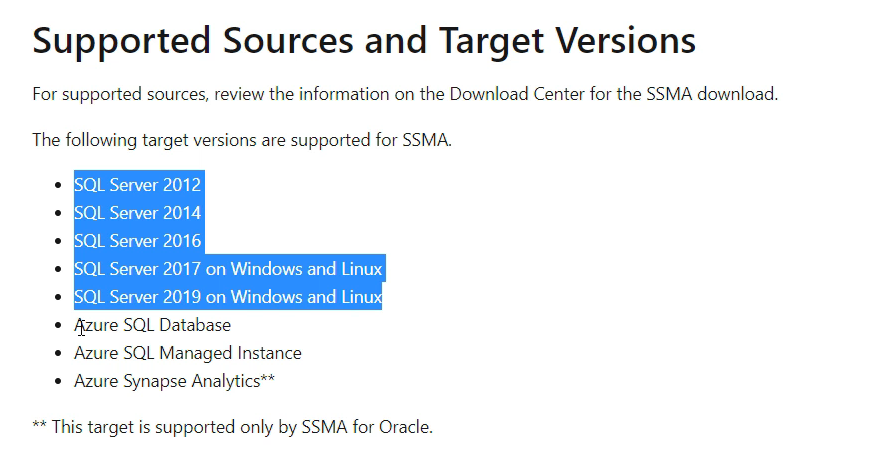 Supported Sources and Target Versions
For supported sources, review the information on the Download Center for the SSMA download.
The following target versions are supported for SSMA.
• SQL Server 2012
• SQL Server 2014
• SQL Server 2016
• SQL Server 2017 on Windows and Linux
• SQL Server 2019 on Windows and Linux
• Azure SQL Database
• Azure SQL Managed Instance
• Azure Synapse Analytics**
** This target is supported only by SSMA for Oracle.